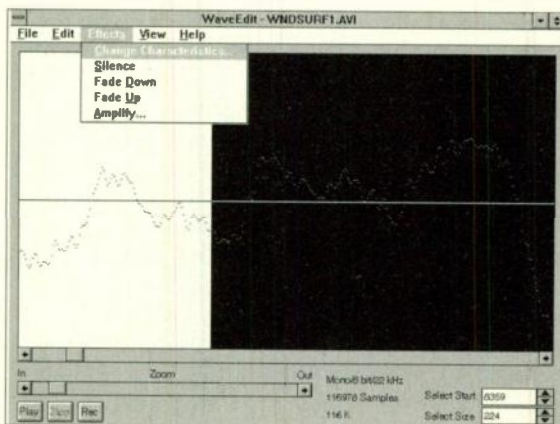 WaveEdit - WNDSURF1.AVI
File Edit Effects View Help
Change Characteristics...
Silence
Fade Down
Fade Up
Amplify...
In Zoom Out
Mono/8 bit/22 kHz
116978 Samples
116 K
Select Start 8359
Select Size 224
Play Stop Rec